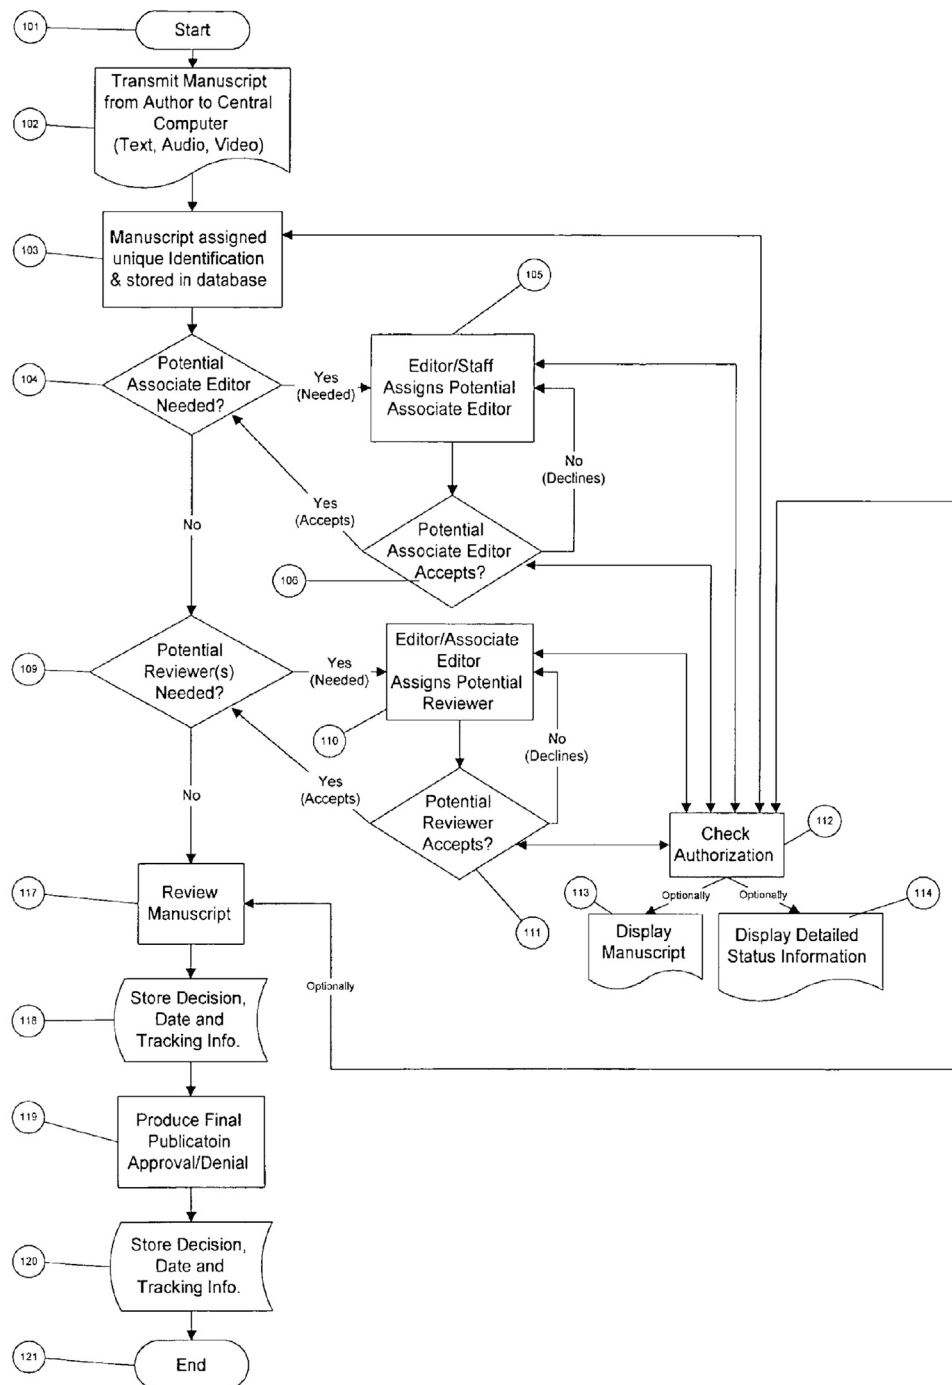 101
Start
102
Transmit Manuscript
from Author to Central
Computer
(Text, Audio, Video)
103
Manuscript assigned
unique Identification
& stored in database
104
Potential
Associate Editor
Needed?
Yes
(Needed)
105
Editor/Staff
Assigns Potential
Associate Editor
No
(Declines)
Yes
(Accepts)
Potential
Associate Editor
Accepts?
106
No
109
Potential
Reviewer(s)
Needed?
Yes
(Needed)
Editor/Associate
Editor
Assigns Potential
Reviewer
110
No
(Declines)
Yes
(Accepts)
Potential
Reviewer
Accepts?
111
No
Check
Authorization
112
Optionally
Optionally
113
Display
Manuscript
114
Display Detailed
Status Information
117
Review
Manuscript
Optionally
118
Store Decision,
Date and
Tracking Info.
119
Produce Final
Publicatoin
Approval/Denial
120
Store Decision,
Date and
Tracking Info.
121
End